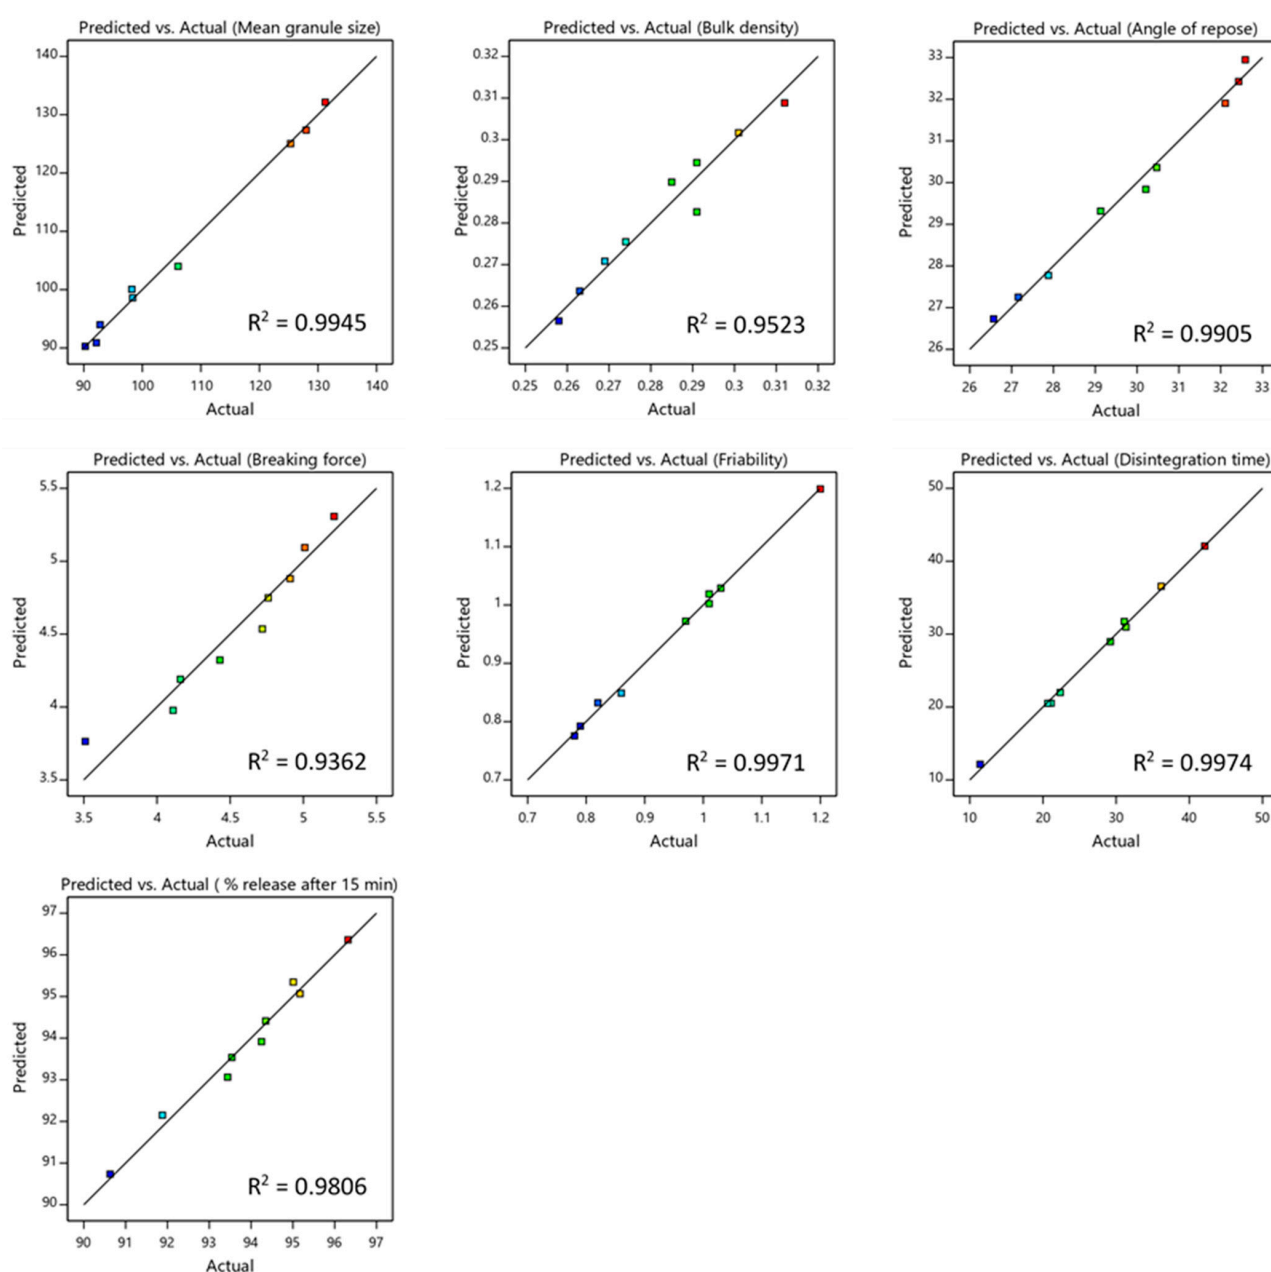 Predicted vs. Actual (Mean granule size)
140
130
120
110
100
90
Predicted
R² = 0.9945
90 100 110 120 130 140
Actual
Predicted vs. Actual (Bulk density)
0.32
0.31
0.3
0.29
0.28
0.27
0.26
0.25
Predicted
R² = 0.9523
0.25 0.26 0.27 0.28 0.29 0.3 0.31 0.32
Actual
Predicted vs. Actual (Angle of repose)
33
32
31
30
29
28
27
26
Predicted
R² = 0.9905
26 27 28 29 30 31 32 33
Actual
Predicted vs. Actual (Breaking force)
5.5
5
4.5
4
3.5
Predicted
R² = 0.9362
3.5 4 4.5 5 5.5
Actual
Predicted vs. Actual (Friability)
1.2
1.1
1
0.9
0.8
0.7
Predicted
R² = 0.9971
0.7 0.8 0.9 1 1.1 1.2
Actual
Predicted vs. Actual (Disintegration time)
50
40
30
20
10
Predicted
R² = 0.9974
10 20 30 40 50
Actual
Predicted vs. Actual ( % release after 15 min)
97
96
95
94
93
92
91
90
Predicted
R² = 0.9806
90 91 92 93 94 95 96 97
Actual